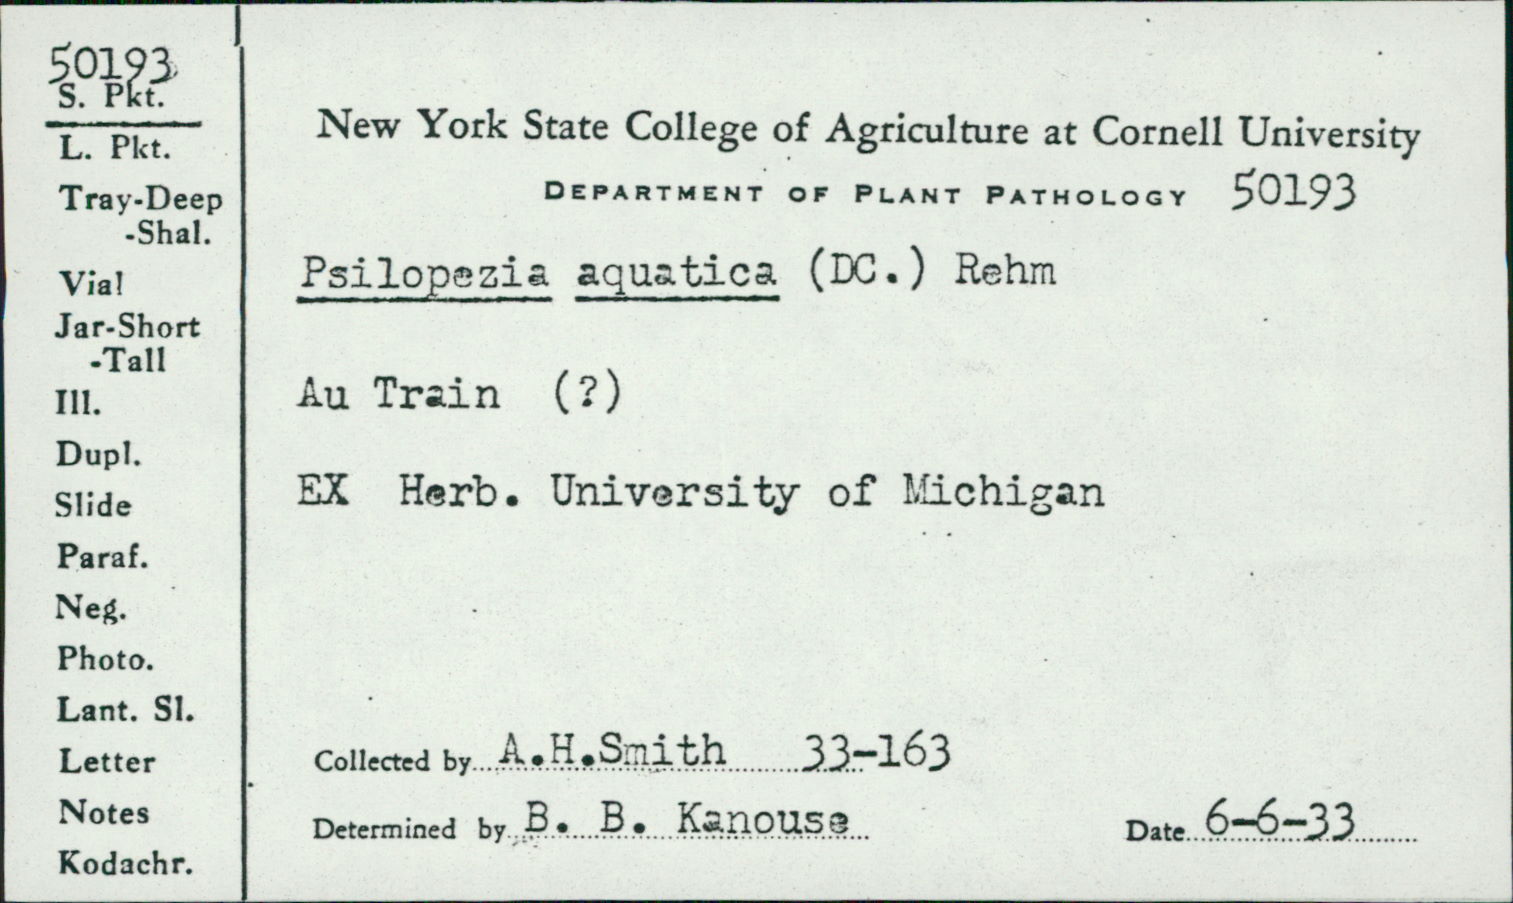 50193
S. Pkt.
L. Pkt.
Tray-Deep
-Shal.
Vial
Jar-Short
-Tall
Ill.
Dupl.
Slide
Paraf.
Neg.
Photo.
Lant. Sl.
Letter
Notes
Kodachr.
New York State College of Agriculture at Cornell University
DEPARTMENT OF PLANT PATHOLOGY 50193
Psilopezia aquatica (DC.) Rehm
Au Train (?)
EX Herb. University of Michigan
Collected by A.H.Smith 33-163
Determined by B. B. Kanouse Date 6-6-33